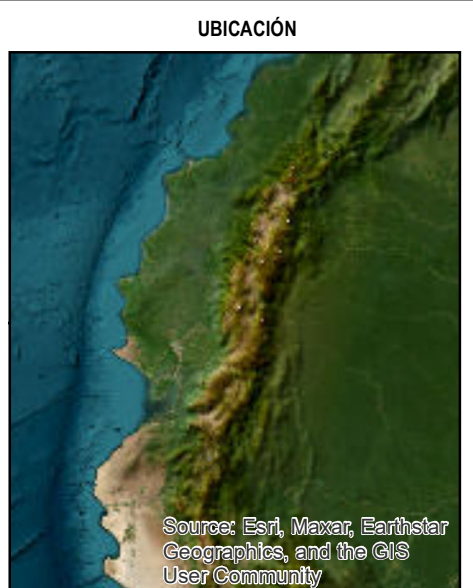 UBICACIÓN
Source: Esri, Maxar, Earthstar
Geographics, and the GIS
User Community